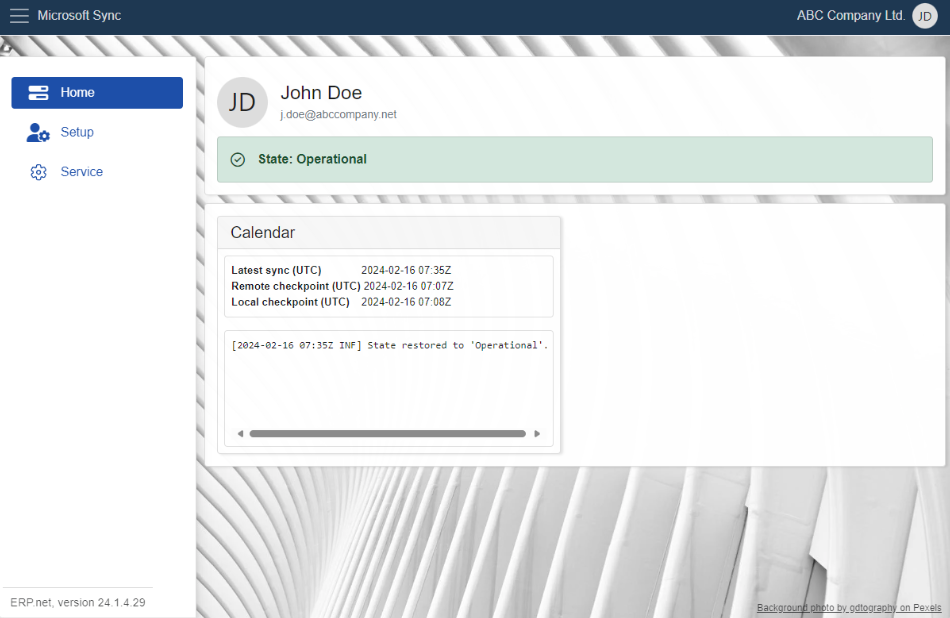 Microsoft Sync
ABC Company Ltd.
JD
Home
Setup
Service
JD
John Doe
j.doe@abccompany.net
State: Operational
Calendar
Latest sync (UTC) 2024-02-16 07:35Z
Remote checkpoint (UTC) 2024-02-16 07:07Z
Local checkpoint (UTC) 2024-02-16 07:08Z
[2024-02-16 07:35Z INF] State restored to 'Operational'.
ERP.net, version 24.1.4.29
Background photo by gdtography on Pexels